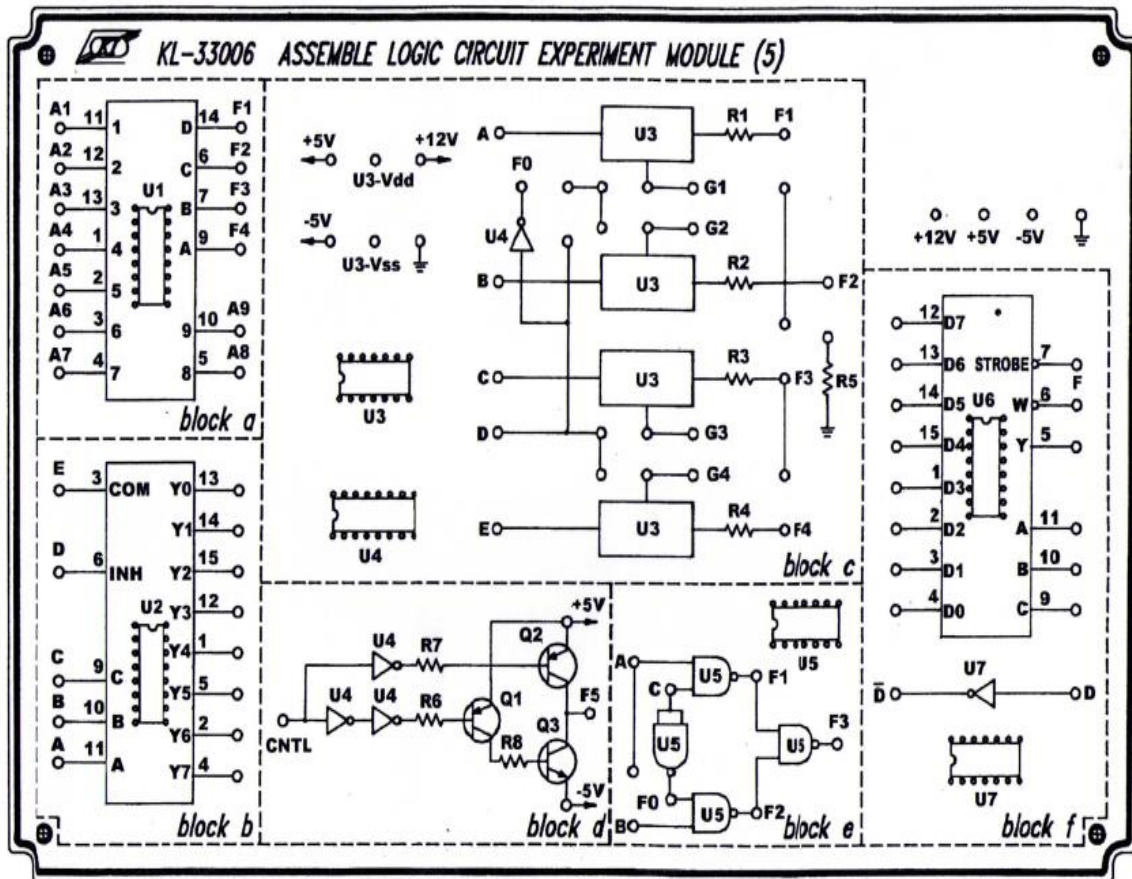 KL KL-33006 ASSEMBLE LOGIC CIRCUIT EXPERIMENT MODULE (5)
A1 11 1 D 14 F1
A2 12 2 C 6 F2
A3 13 3 U1 B 7 F3
A4 1 4 A 9 F4
A5 2 5
A6 3 6 9 10 A9
A7 4 7 8 5 A8
block a
E 3 COM Y0 13
Y1 14
D 6 INH Y2 15
U2 Y3 12
Y4 1
C 9 C Y5 5
B 10 B Y6 2
A 11 A Y7 4
block b
+5V +12V
U3-Vdd
-5V
U3-Vss
U3
U4
A U3 R1 F1
F0 G1
U4 G2
B U3 R2 F2
C U3 R3 F3 R5
D G3
G4
E U3 R4 F4
block c
+5V
U4 R7 Q2
U4 U4 R6 Q1 F5
CNTL R8 Q3
-5V
block d
U5
A U5 F1
C
U5 U5 F3
F0 U5 F2
B
block e
+12V +5V -5V
12 D7
13 D6 STROBE 7 F
14 D5 U6 W 6
15 D4 Y 5
1 D3
2 D2 A 11
3 D1 B 10
4 D0 C 9
U7
D̅ D
U7
block f